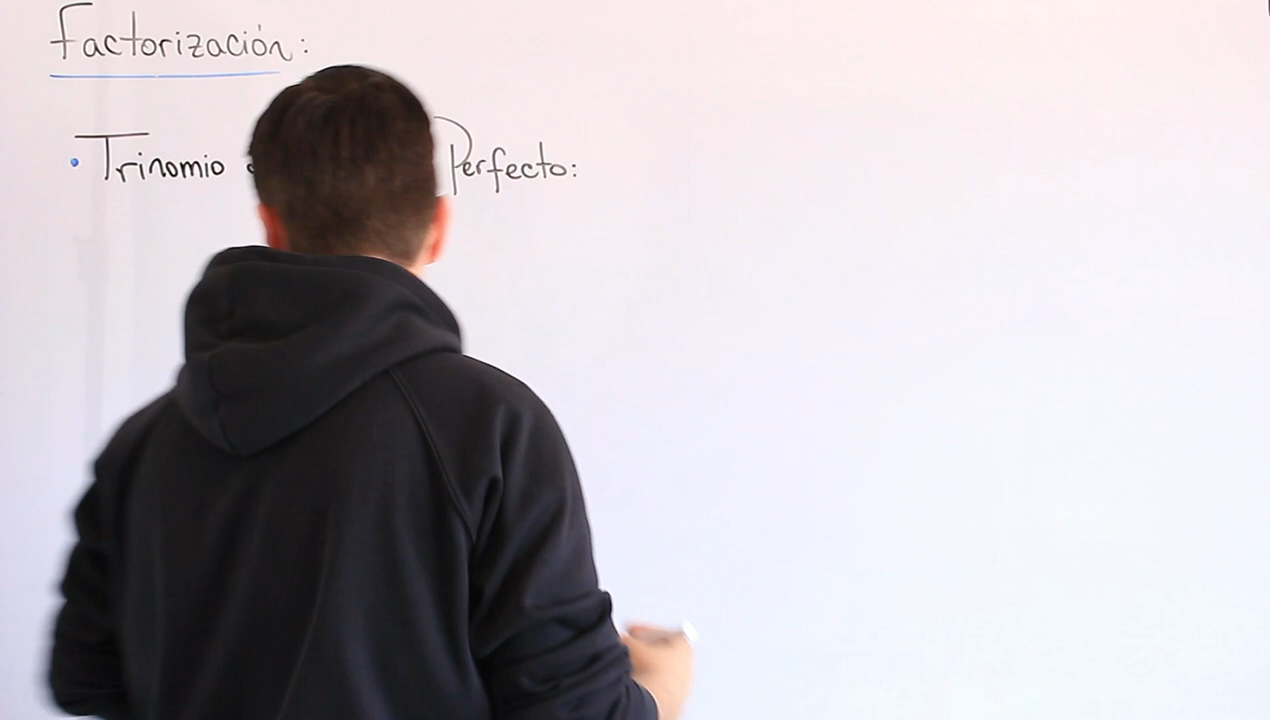 Factorización:
• Trinomio Perfecto: